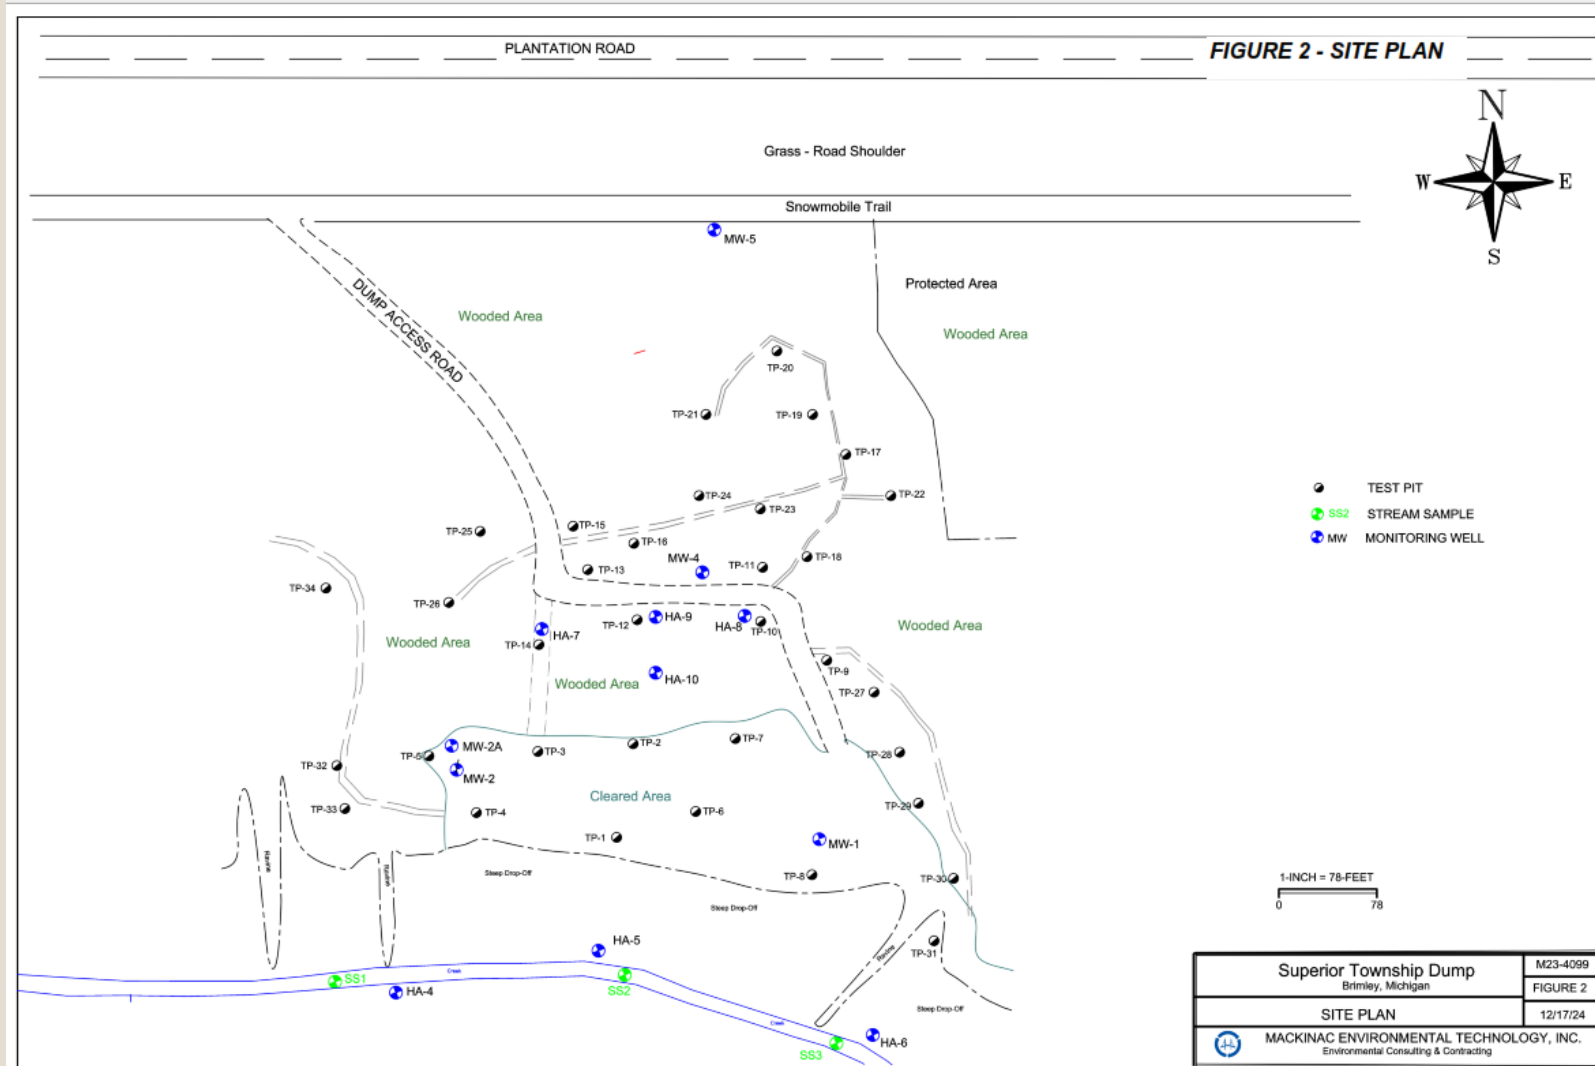 PLANTATION ROAD
FIGURE 2 - SITE PLAN
N
W
E
S
Grass - Road Shoulder
Snowmobile Trail
MW-5
DUMP ACCESS ROAD
Protected Area
Wooded Area
Wooded Area
TP-20
TP-21
TP-19
TP-17
TP-24
TP-22
TP-23
TP-15
TP-25
TP-16
MW-4
TP-18
TP-11
TP-13
TP-34
TP-26
HA-9
TP-12
HA-8
TP-10
Wooded Area
HA-7
TP-14
Wooded Area
TP-9
HA-10
Wooded Area
TP-27
MW-2A
TP-5
TP-3
TP-2
TP-7
TP-28
TP-32
MW-2
Cleared Area
TP-33
TP-4
TP-6
TP-29
TP-1
MW-1
Ravine
Ravine
Steep Drop-Off
TP-8
TP-30
Steep Drop-Off
HA-5
TP-31
Ravine
Creek
SS1
SS2
HA-4
Steep Drop-Off
Creek
HA-6
SS3
TEST PIT
SS2 STREAM SAMPLE
MW MONITORING WELL
1-INCH = 78-FEET
0 78
Superior Township Dump
Brimley, Michigan
M23-4099
FIGURE 2
SITE PLAN
12/17/24
MACKINAC ENVIRONMENTAL TECHNOLOGY, INC.
Environmental Consulting & Contracting